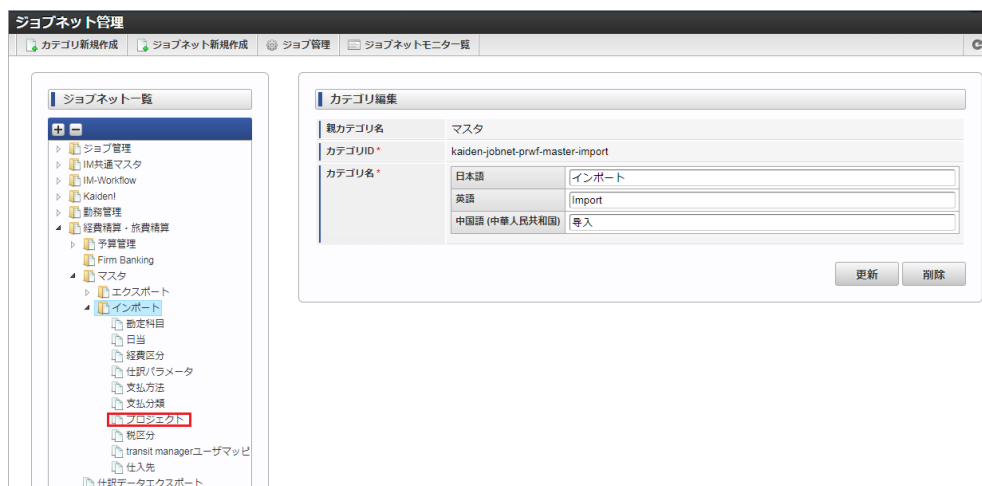 ジョブネット管理
カテゴリ新規作成 ジョブネット新規作成 ジョブ管理 ジョブネットモニタ一覧
ジョブネット一覧
ジョブ管理
IM共通マスタ
IM-Workflow
Kaiden!
勤務管理
経費精算・旅費精算
予算管理
Firm Banking
マスタ
エクスポート
インポート
勘定科目
日当
経費区分
仕訳パラメータ
支払方法
支払分類
プロジェクト
税区分
transit managerユーザマッピ
仕入先
仕訳データエクスポート
カテゴリ編集
親カテゴリ名 マスタ
カテゴリID * kaiden-jobnet-prwf-master-import
カテゴリ名 * 日本語 インポート
英語 Import
中国語 (中華人民共和国) 导入
更新 削除